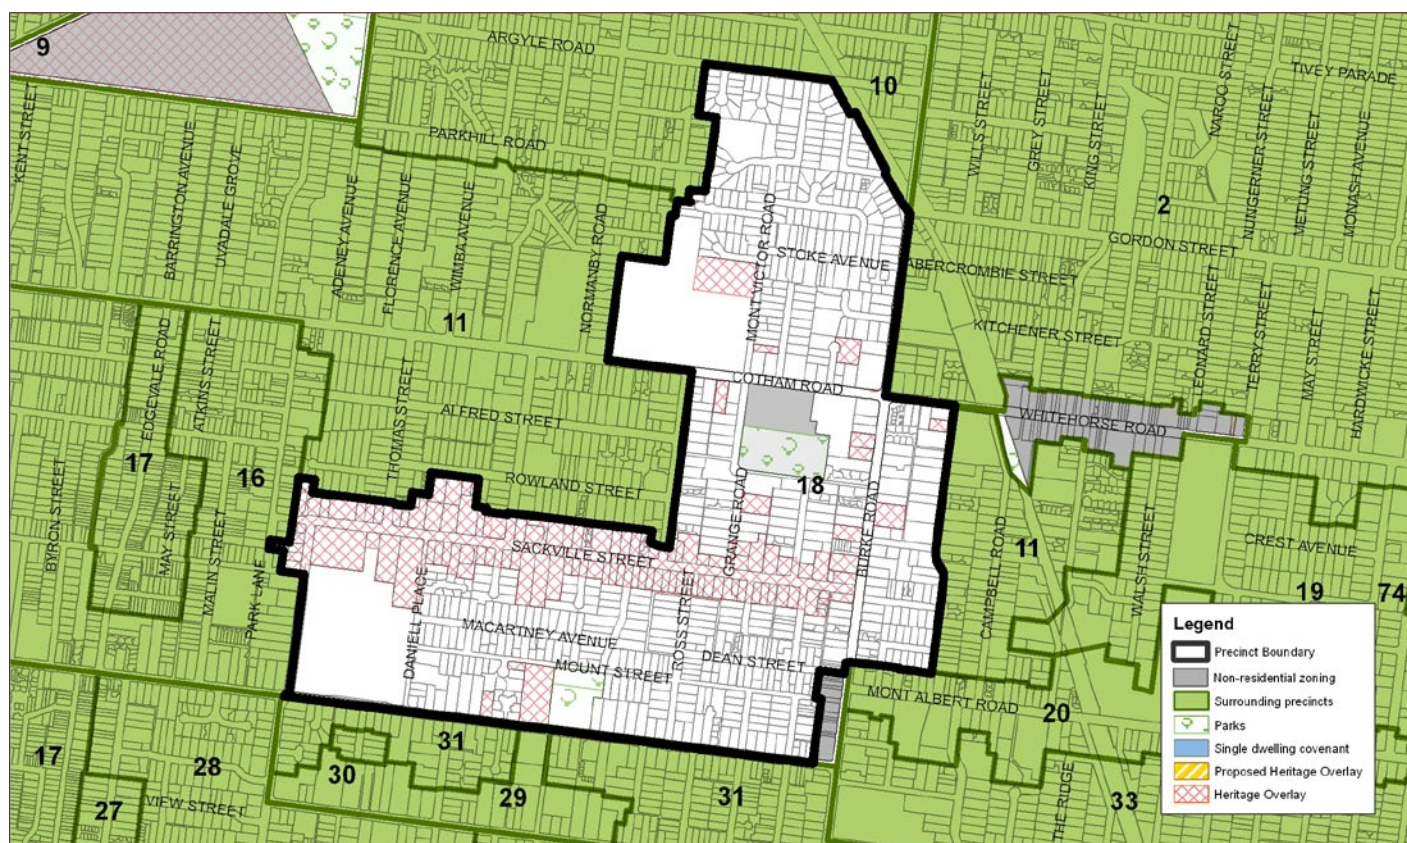 9
ARGYLE ROAD
10
TIVEY PARADE
KENT STREET
BARRINGTON AVENUE
UVADALE GROVE
ADENEY AVENUE
FLORENCE AVENUE
WIMBA AVENUE
PARKHILL ROAD
NORMANBY ROAD
MONT VICTOR ROAD
STOKE AVENUE
ABERCROMBIE STREET
WILLS STREET
GREY STREET
KING STREET
2
NAROO STREET
NININGERNER STREET
METUNG STREET
MONASH AVENUE
GORDON STREET
11
KITCHENER STREET
LEONARD STREET
TERRY STREET
MAY STREET
HARDWICKE STREET
EDGEVALE ROAD
ATKINS STREET
THOMAS STREET
ALFRED STREET
COTHAM ROAD
WHITEHORSE ROAD
17
16
ROWLAND STREET
18
BYRON STREET
MAY STREET
MAIN STREET
PARK LANE
SACKVILLE STREET
GRANGE ROAD
BURKE ROAD
CAMPBELL ROAD
11
WALSH STREET
CREST AVENUE
19
74
DANIELL PLACE
MACARTNEY AVENUE
MOUNT STREET
ROSS STREET
DEAN STREET
MONT ALBERT ROAD
20
17
28
31
30
29
31
27
VIEW STREET
THE RIDGE
33
Legend
Precinct Boundary
Non-residential zoning
Surrounding precincts
Parks
Single dwelling covenant
Proposed Heritage Overlay
Heritage Overlay